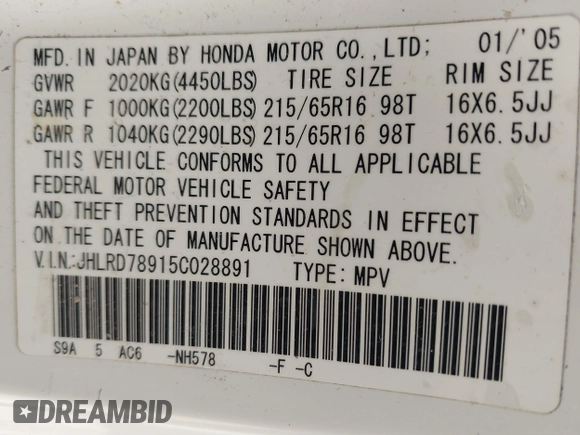 MFD. IN JAPAN BY HONDA MOTOR CO.,LTD; 01/'05
GVWR 2020KG(4450LBS) TIRE SIZE RIM SIZE
GAWR F 1000KG(2200LBS) 215/65R16 98T 16X6.5JJ
GAWR R 1040KG(2290LBS) 215/65R16 98T 16X6.5JJ
THIS VEHICLE CONFORMS TO ALL APPLICABLE
FEDERAL MOTOR VEHICLE SAFETY
AND THEFT PREVENTION STANDARDS IN EFFECT
ON THE DATE OF MANUFACTURE SHOWN ABOVE.
V.I.N:JHLRD78915C028891 TYPE: MPV
S9A 5 AC6 -NH578 -F -C
DREAMBID